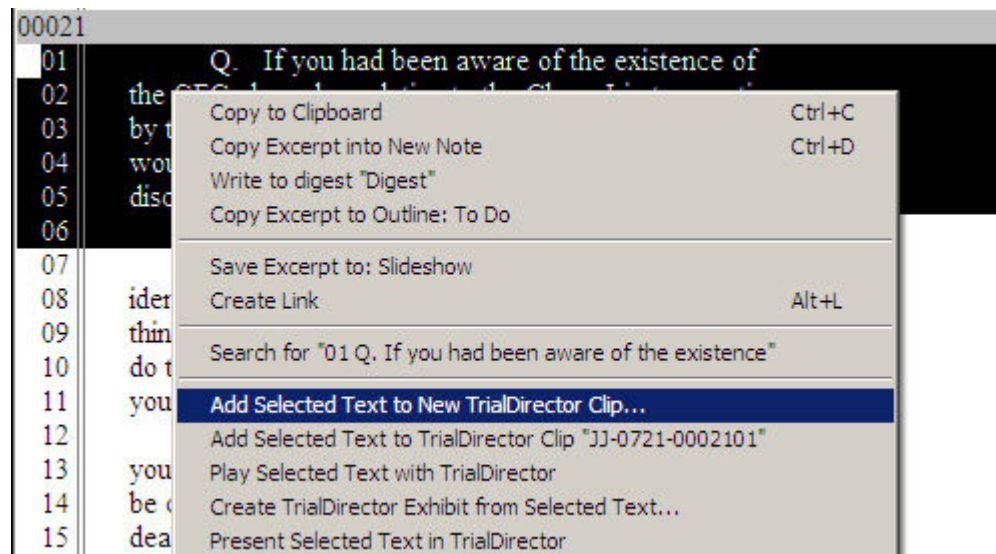 00021
01 Q. If you had been aware of the existence of
02 the
03 by t
04 wou
05 disc
06
07
08 iden
09 thin
10 do t
11 you
12
13 you
14 be
15 dea
Copy to Clipboard Ctrl+C
Copy Excerpt into New Note Ctrl+D
Write to digest "Digest"
Copy Excerpt to Outline: To Do
Save Excerpt to: Slideshow
Create Link Alt+L
Search for "01 Q. If you had been aware of the existence"
Add Selected Text to New TrialDirector Clip...
Add Selected Text to TrialDirector Clip "JJ-0721-0002101"
Play Selected Text with TrialDirector
Create TrialDirector Exhibit from Selected Text...
Present Selected Text in TrialDirector